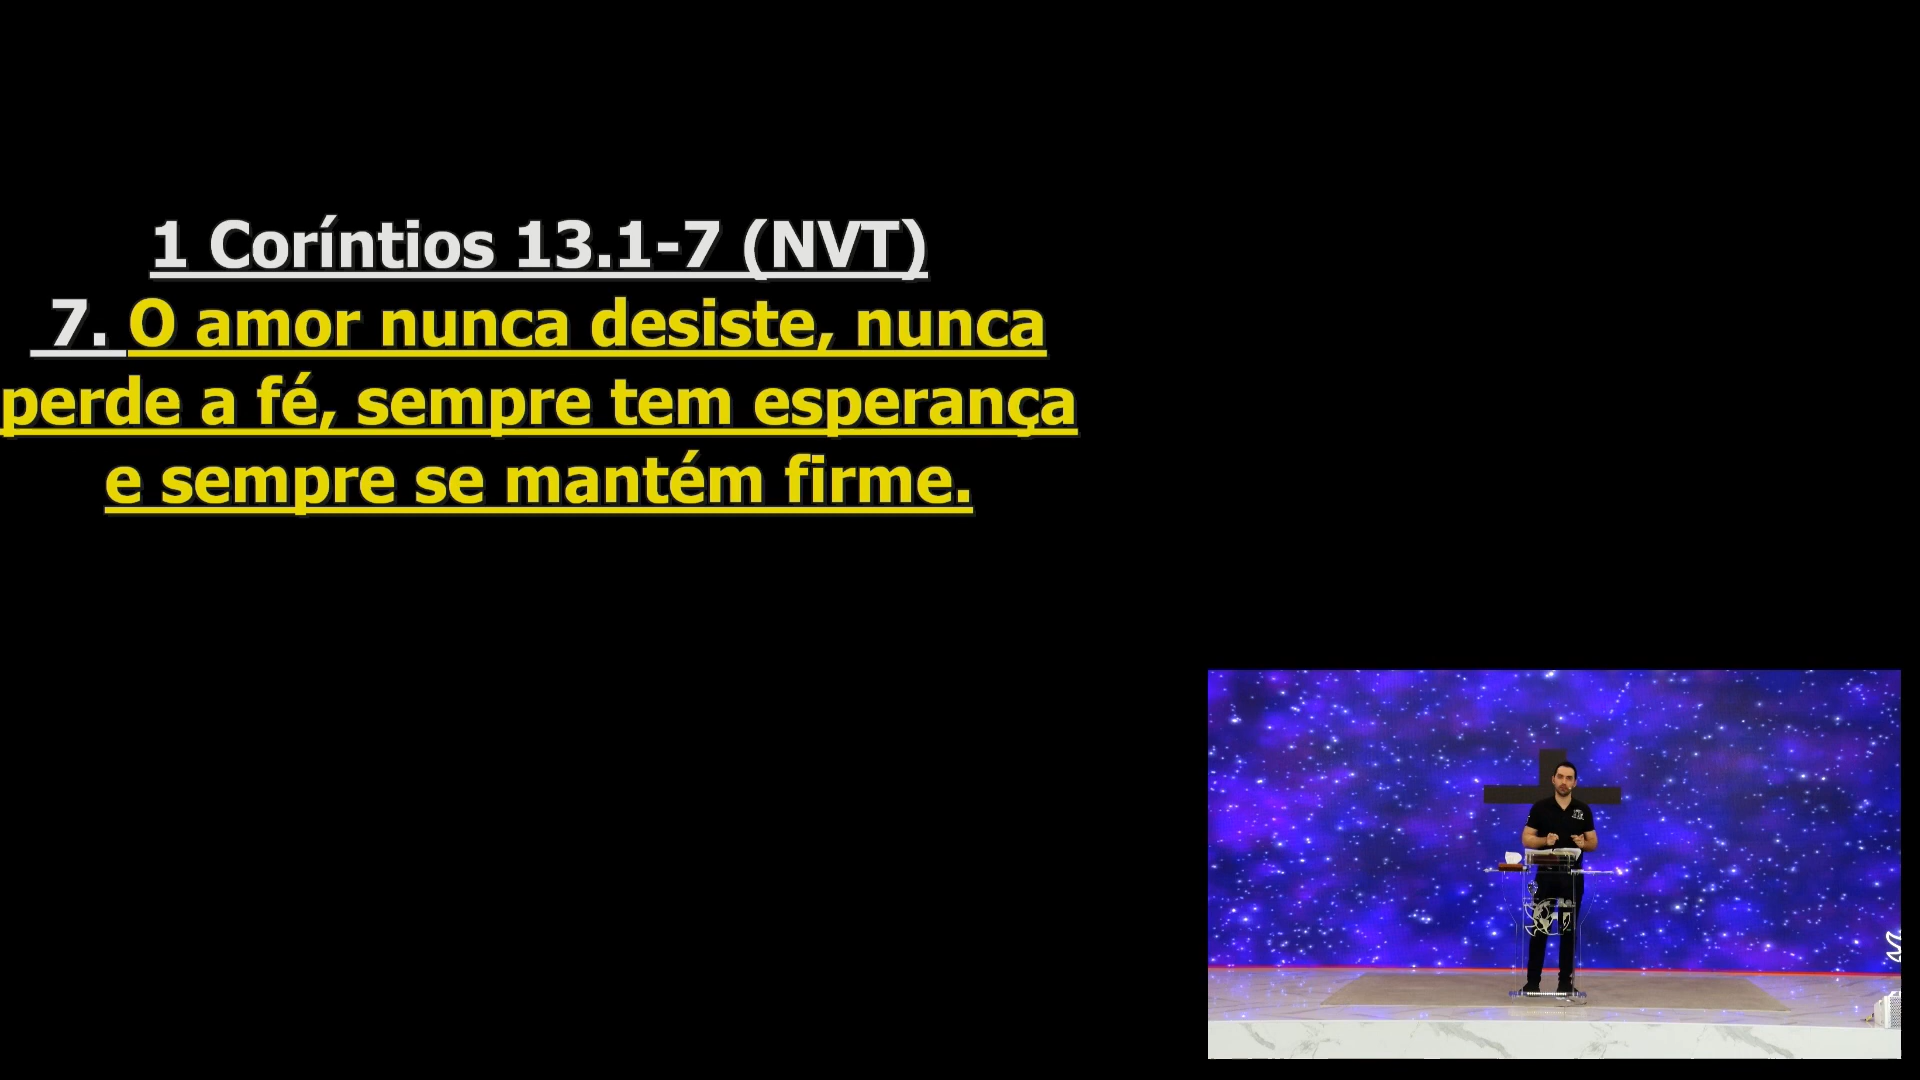 1 Coríntios 13.1-7 (NVT)
7. O amor nunca desiste, nunca
perde a fé, sempre tem esperança
e sempre se mantém firme.